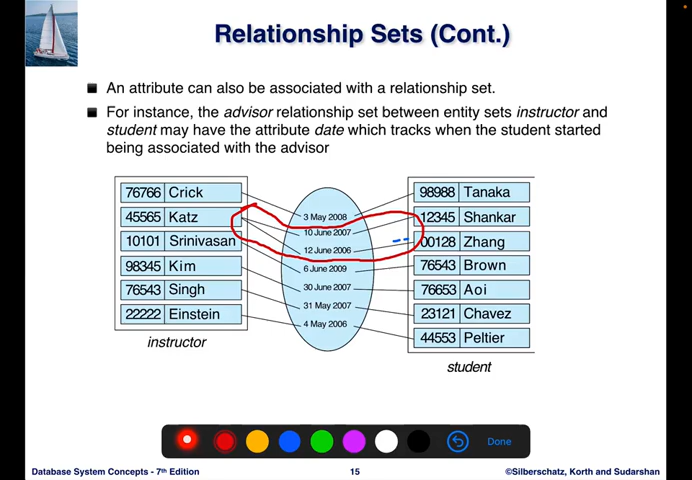 Relationship Sets (Cont.)
An attribute can also be associated with a relationship set.
For instance, the advisor relationship set between entity sets instructor and
student may have the attribute date which tracks when the student started
being associated with the advisor
76766 Crick
45565 Katz
10101 Srinivasan
98345 Kim
76543 Singh
22222 Einstein
instructor
3 May 2008
10 June 2007
12 June 2006
6 June 2009
30 June 2007
31 May 2007
4 May 2006
98988 Tanaka
12345 Shankar
00128 Zhang
76543 Brown
76653 Aoi
23121 Chavez
44553 Peltier
student
Done
Database System Concepts - 7th Edition
15
©Silberschatz, Korth and Sudarshan